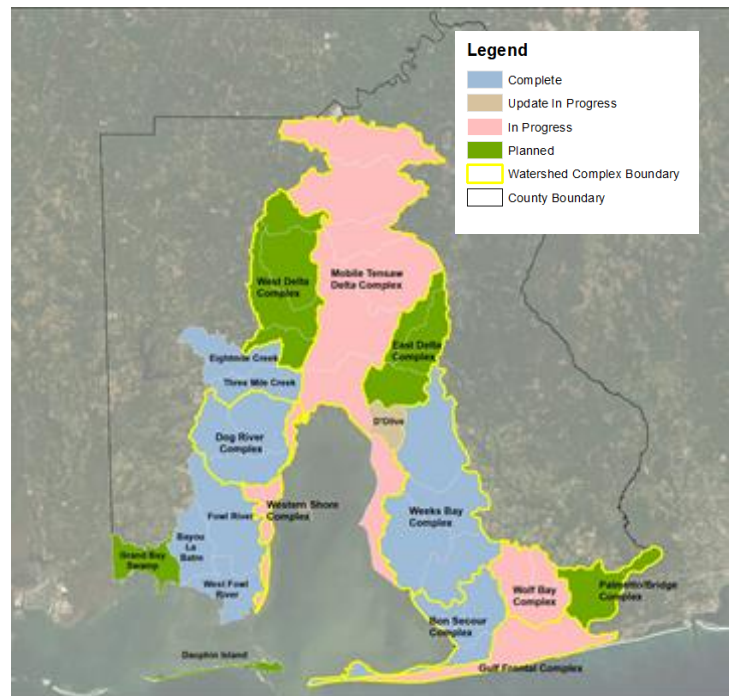 Legend
Complete
Update In Progress
In Progress
Planned
Watershed Complex Boundary
County Boundary
Mobile Tensaw
Delta Complex
West Delta
Complex
East Delta
Complex
Eightmile Creek
Three Mile Creek
D'Olive
Dog River
Complex
Western Shore
Complex
Fowl River
Weeks Bay
Complex
Bayou
La
Batre
Grand Bay
Swamp
West Fowl
River
Wolf Bay
Complex
Palmetto/Bridge
Complex
Bon Secour
Complex
Dauphin Island
Gulf Frontal Complex